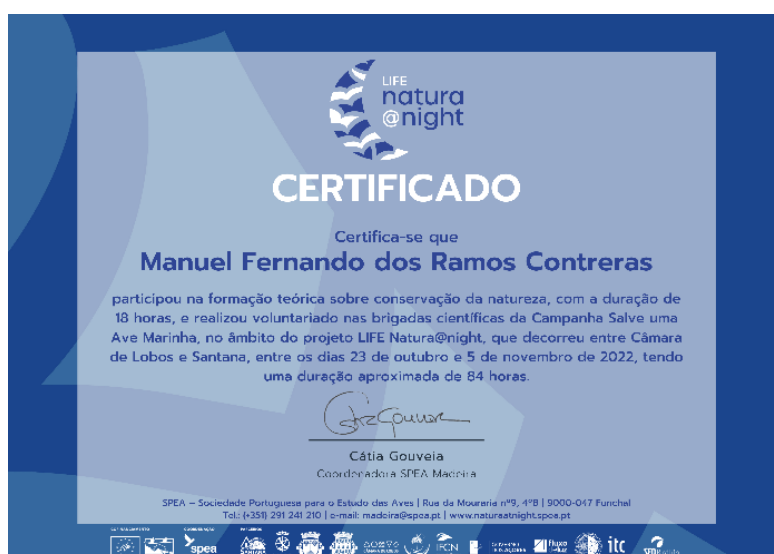 LIFE
natura
@night
CERTIFICADO
Certifica-se que
Manuel Fernando dos Ramos Contreras
participou na formação teórica sobre conservação da natureza, com a duração de
18 horas, e realizou voluntariado nas brigadas científicas da Campanha Salve uma
Ave Marinha, no âmbito do projeto LIFE Natura@night, que decorreu entre Câmara
de Lobos e Santana, entre os dias 23 de outubro e 5 de novembro de 2022, tendo
uma duração aproximada de 84 horas.
Cátia Gouveia
Coordenadora SPEA Madeira
SPEA – Sociedade Portuguesa para o Estudo das Aves | Rua da Mouraria nº9, 4ºB | 9000-047 Funchal
Tel.: (+351) 291 241 210 | e-mail: madeira@spea.pt | www.naturaatnight.spea.pt
COORDENAÇÃO
spea SANTANA IFCN fluxo itc